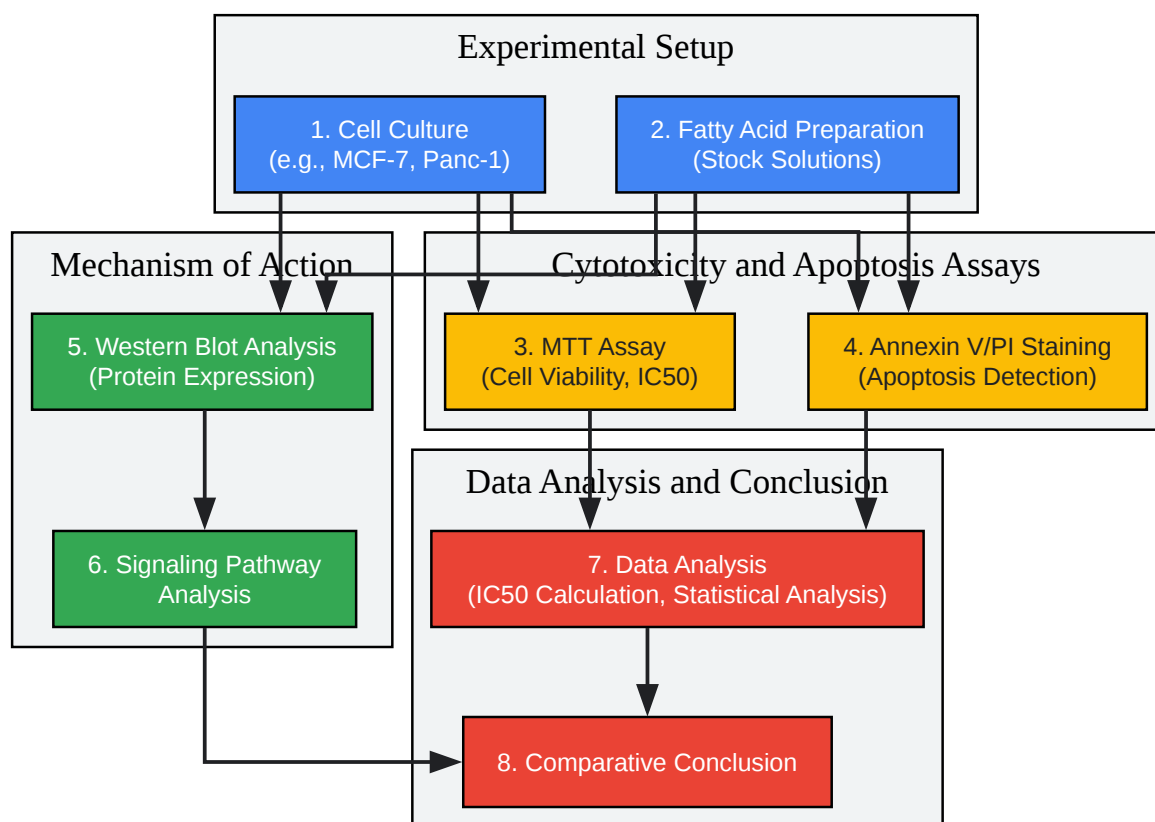 Experimental Setup
1. Cell Culture
(e.g., MCF-7, Panc-1)
2. Fatty Acid Preparation
(Stock Solutions)
Mechanism of Action
Cytotoxicity and Apoptosis Assays
5. Western Blot Analysis
(Protein Expression)
3. MTT Assay
(Cell Viability, IC50)
4. Annexin V/PI Staining
(Apoptosis Detection)
Data Analysis and Conclusion
6. Signaling Pathway
Analysis
7. Data Analysis
(IC50 Calculation, Statistical Analysis)
8. Comparative Conclusion